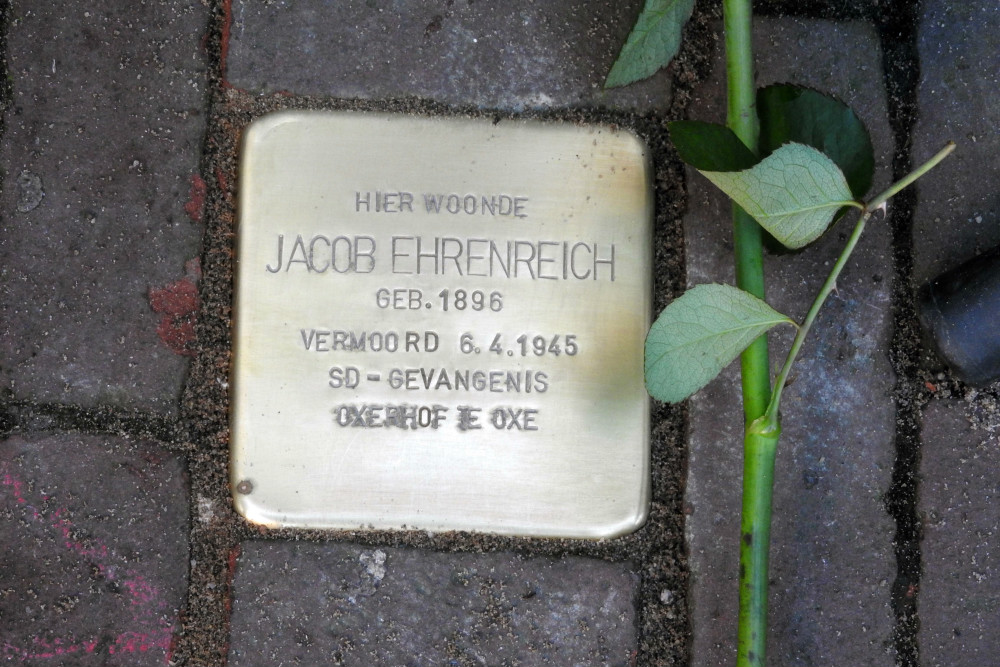 HIER WOONDE
JACOB EHRENREICH
GEB. 1896
VERMOORD 6.4.1945
SD-GEVANGENIS
OXERHOF TE OXE